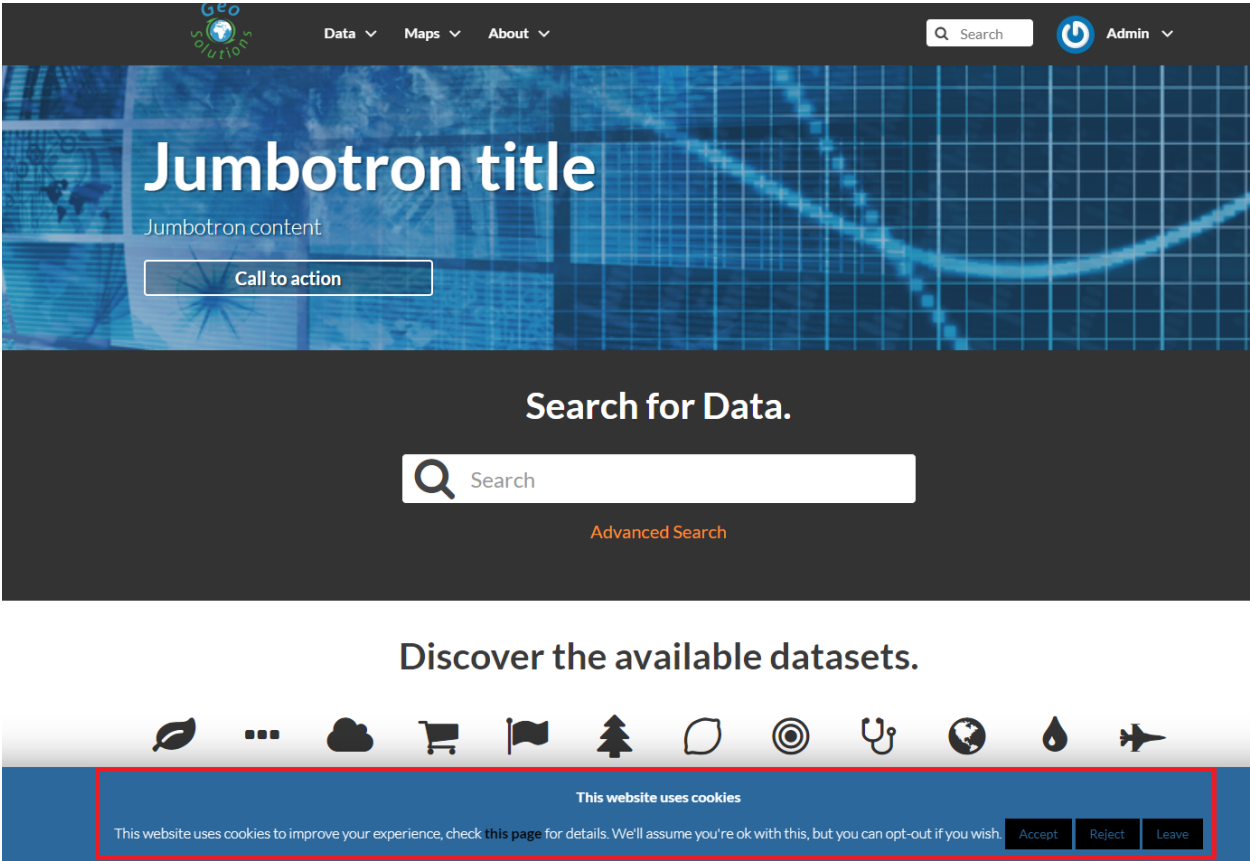 Geo
Solutions
Data Maps About Search Admin
Jumbotron title
Jumbotron content
Call to action
Search for Data.
Search
Advanced Search
Discover the available datasets.
This website uses cookies
This website uses cookies to improve your experience, check this page for details. We'll assume you're ok with this, but you can opt-out if you wish. Accept Reject Leave